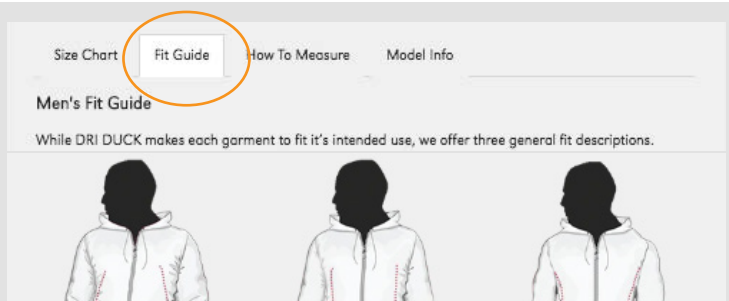 Size Chart Fit Guide How To Measure Model Info
Men's Fit Guide
While DRI DUCK makes each garment to fit it's intended use, we offer three general fit descriptions.